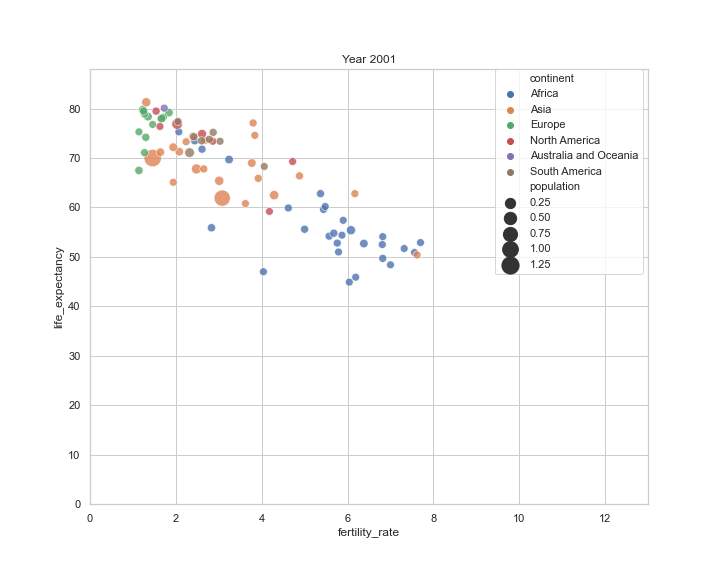 Year 2001
continent
Africa
Asia
Europe
North America
Australia and Oceania
South America
population
0.25
0.50
0.75
1.00
1.25
life_expectancy
80
70
60
50
40
30
20
10
0
0 2 4 6 8 10 12
fertility_rate